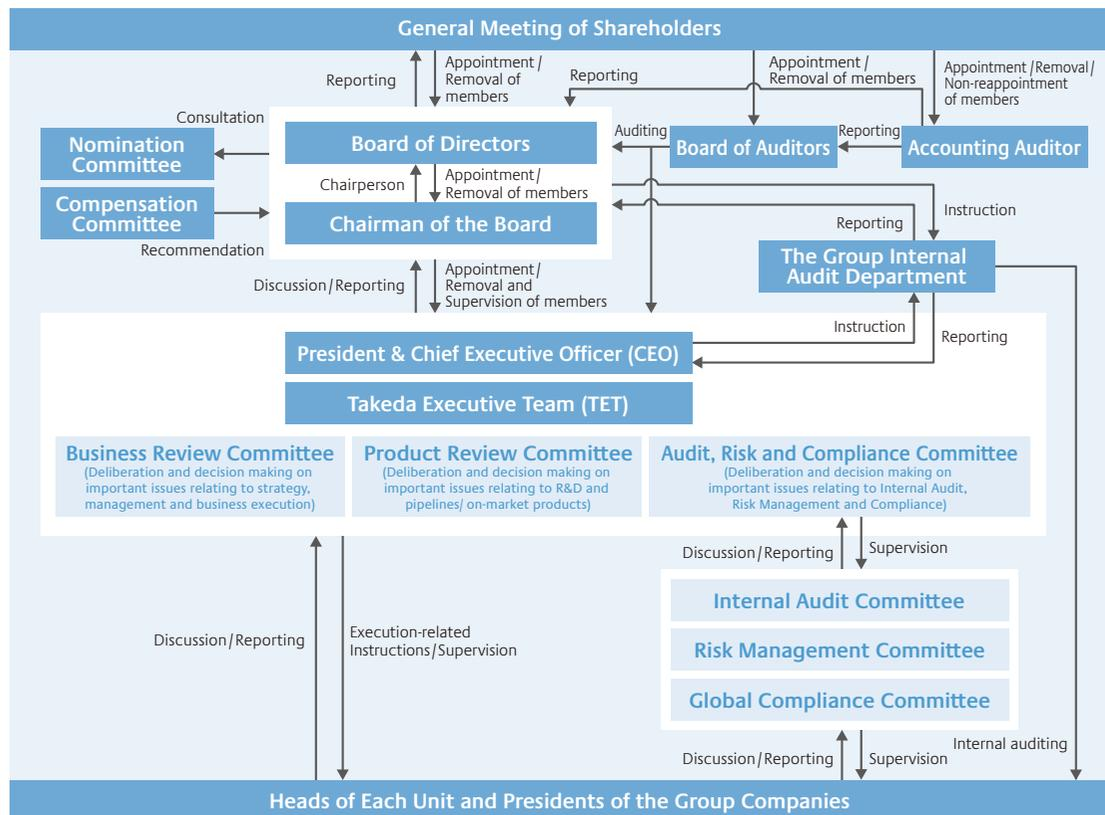 General Meeting of Shareholders
Reporting
Appointment/
Removal of
members
Reporting
Appointment/
Removal of members
Appointment/Removal/
Non-reappointment
of members
Consultation
Nomination
Committee
Board of Directors
Auditing
Board of Auditors
Reporting
Accounting Auditor
Chairperson
Appointment/
Removal of members
Compensation
Committee
Chairman of the Board
Recommendation
Instruction
Reporting
The Group Internal
Audit Department
Discussion/Reporting
Appointment/
Removal and
Supervision of members
Instruction
Reporting
President & Chief Executive Officer (CEO)
Takeda Executive Team (TET)
Business Review Committee
(Deliberation and decision making on
important issues relating to strategy,
management and business execution)
Product Review Committee
(Deliberation and decision making on
important issues relating to R&D and
pipelines/ on-market products)
Audit, Risk and Compliance Committee
(Deliberation and decision making on
important issues relating to Internal Audit,
Risk Management and Compliance)
Discussion/Reporting
Supervision
Internal Audit Committee
Risk Management Committee
Global Compliance Committee
Discussion/Reporting
Execution-related
Instructions/Supervision
Discussion/Reporting
Supervision
Internal auditing
Heads of Each Unit and Presidents of the Group Companies